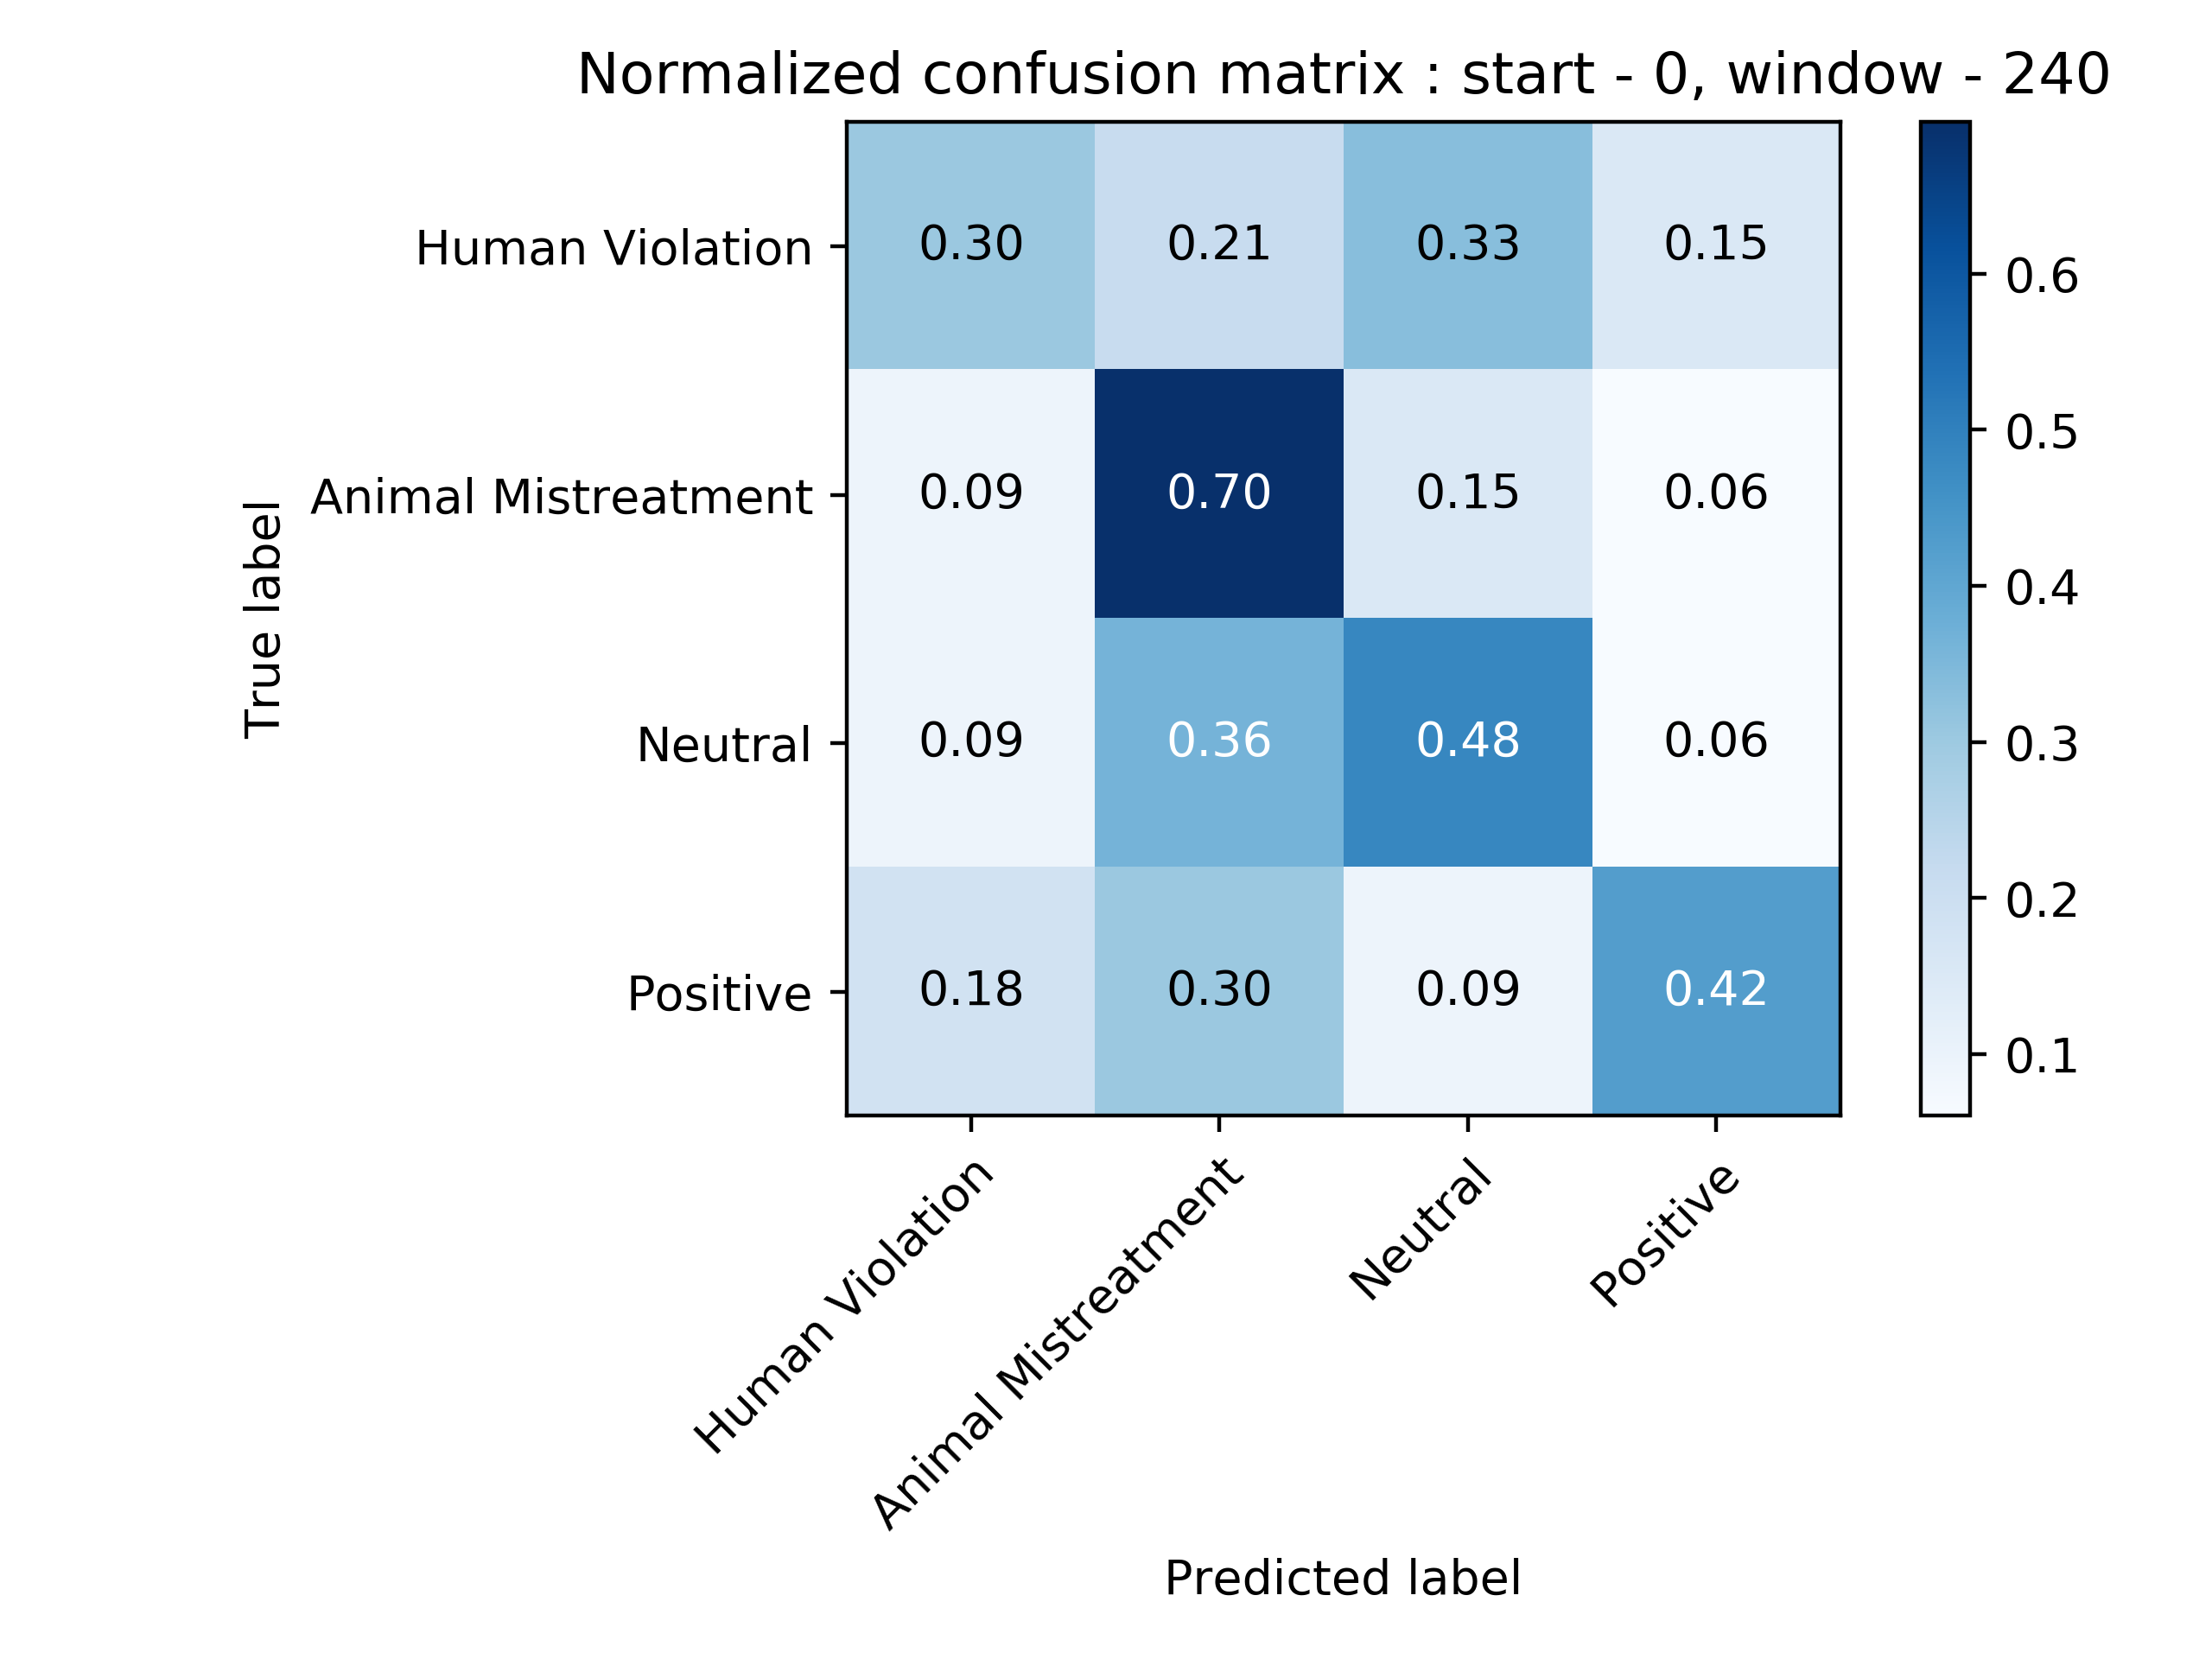 Normalized confusion matrix : start - 0, window - 240
Human Violation 0.30 0.21 0.33 0.15
Animal Mistreatment 0.09 0.70 0.15 0.06
Neutral 0.09 0.36 0.48 0.06
Positive 0.18 0.30 0.09 0.42
True label
Human Violation
Animal Mistreatment
Neutral
Positive
Predicted label
0.6
0.5
0.4
0.3
0.2
0.1